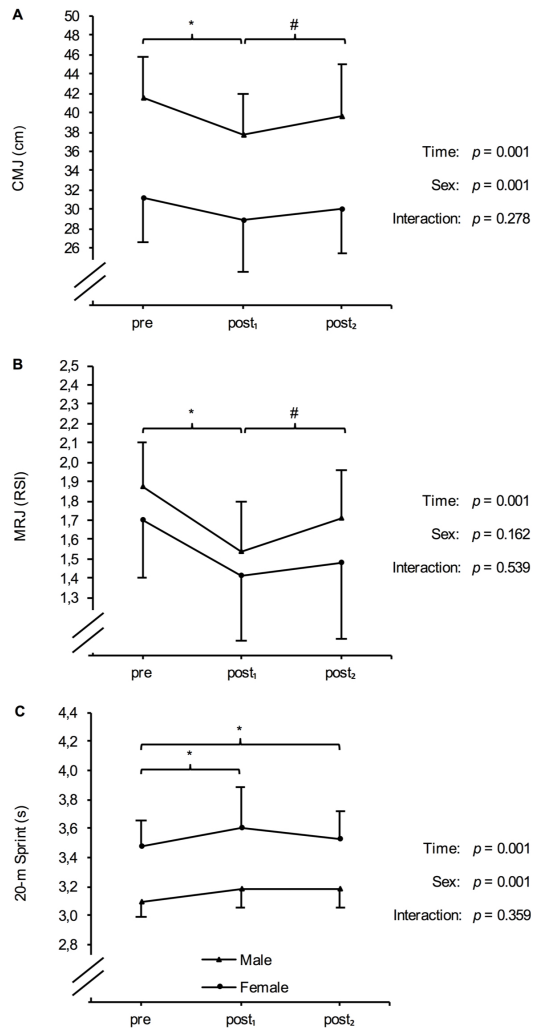 A
50
48
46
44
42
40
38
36
34
32
30
28
26
CMJ (cm)
* #
pre post₁ post₂
Time: p = 0.001
Sex: p = 0.001
Interaction: p = 0.278
B
2,5
2,3
2,2
2,1
2,0
1,9
1,8
1,7
1,6
1,5
1,4
1,3
MRJ (RSI)
* #
pre post₁ post₂
Time: p = 0.001
Sex: p = 0.162
Interaction: p = 0.539
C
4,4
4,2
4,0
3,8
3,6
3,4
3,2
3,0
2,8
20-m Sprint (s)
*
*
Time: p = 0.001
Sex: p = 0.001
Interaction: p = 0.359
Male
Female
pre post₁ post₂